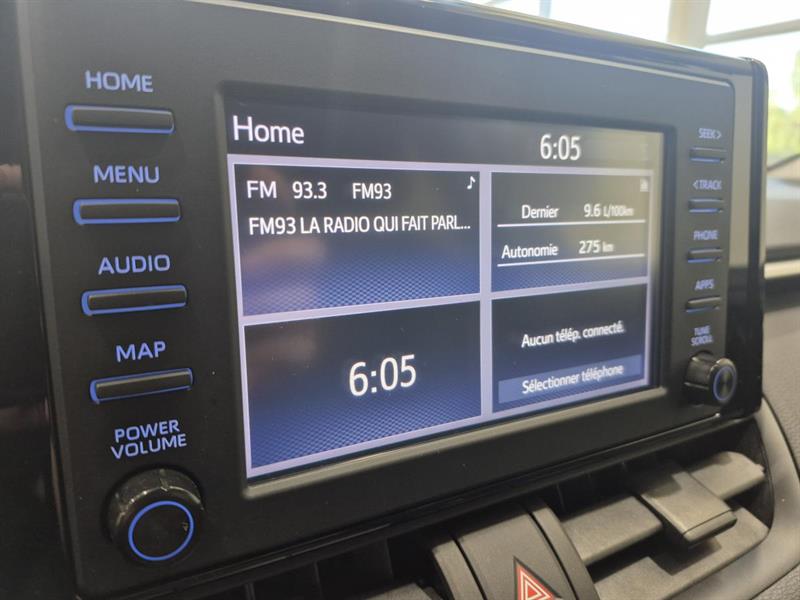 HOME
MENU
AUDIO
MAP
POWER
VOLUME
Home
6:05
FM 93.3 FM93
FM93 LA RADIO QUI FAIT PARL...
Dernier 9.6 L/100km
Autonomie 275 km
6:05
Aucun télép. connecté.
Sélectionner téléphone
SEEK >
< TRACK
PHONE
APPS
TUNE
SCROLL